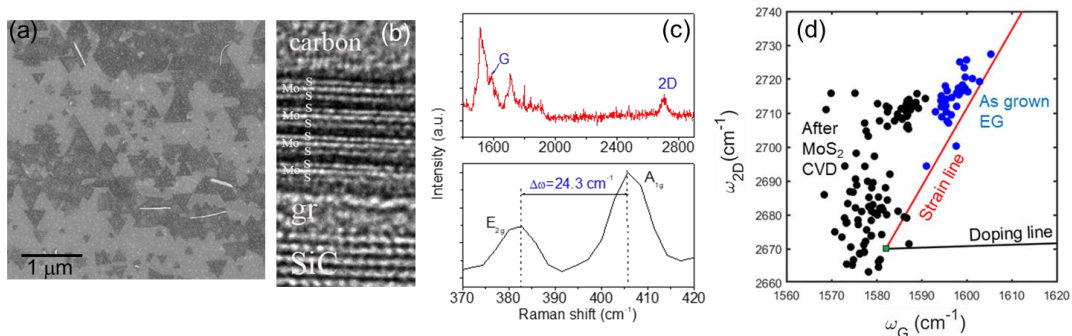 (a)
1 μm
(b)
carbon
S
Mo
S
S
Mo
S
S
Mo
S
S
Mo
S
gr
SiC
(c)
G
2D
1600 2000 2400 2800
Intensity (a.u.)
Δω=24.3 cm⁻¹
A₁g
E₂g
370 380 390 400 410 420
Raman shift (cm⁻¹)
(d)
2740
2730
2720
2710
2700
2690
2680
2670
2660
ω2D(cm⁻¹)
As grown
EG
After
MoS₂
CVD
Strain line
Doping line
1560 1570 1580 1590 1600 1610 1620
ωG (cm⁻¹)